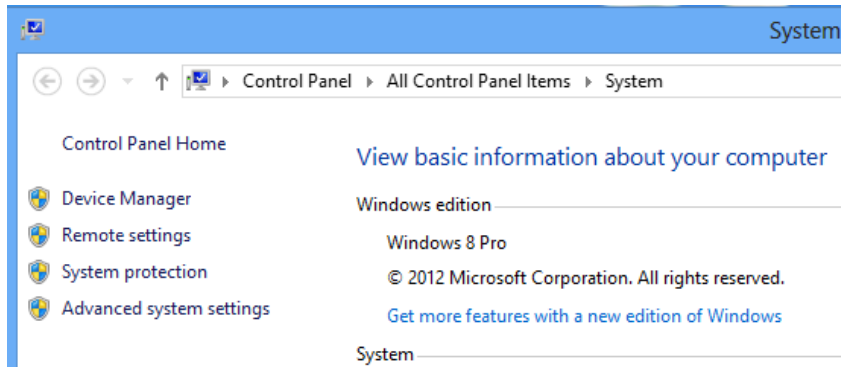 System
Control Panel All Control Panel Items System
Control Panel Home
Device Manager
Remote settings
System protection
Advanced system settings
View basic information about your computer
Windows edition
Windows 8 Pro
© 2012 Microsoft Corporation. All rights reserved.
Get more features with a new edition of Windows
System